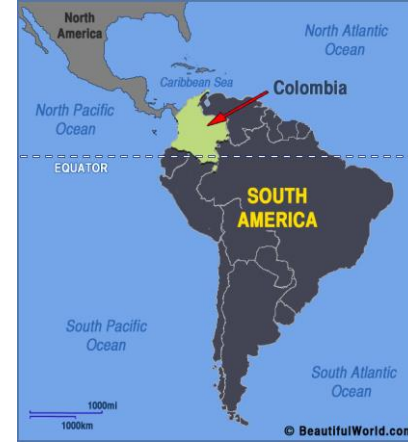 North
America
North Atlantic
Ocean
Caribbean Sea
Colombia
North Pacific
Ocean
EQUATOR
SOUTH
AMERICA
South Pacific
Ocean
South Atlantic
Ocean
1000mi
1000km
© BeautifulWorld.com